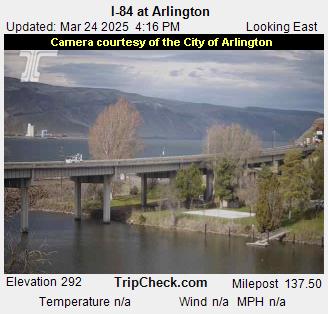 I-84 at Arlington
Updated: Mar 24 2025 4:16 PM Looking East
Camera courtesy of the City of Arlington
Elevation 292 TripCheck.com Milepost 137.50
Temperature n/a Wind n/a MPH n/a